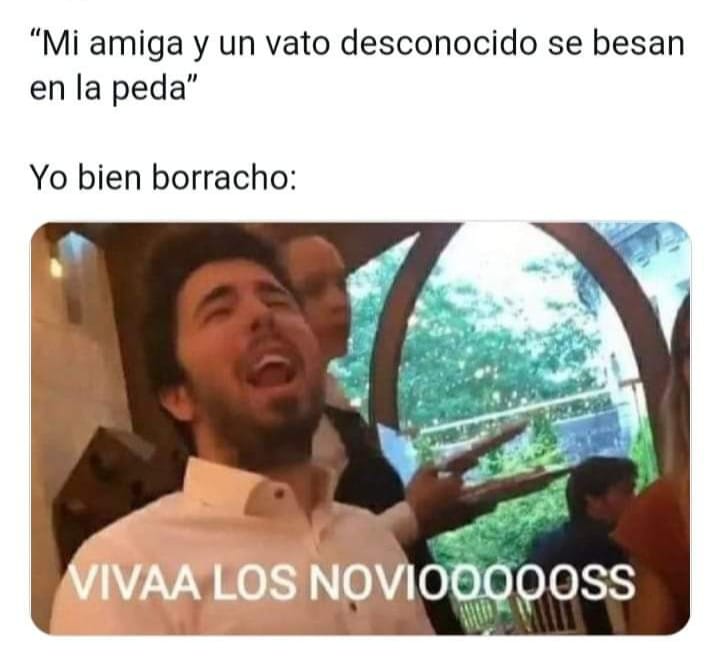 “Mi amiga y un vato desconocido se besan
en la peda”
Yo bien borracho:
VIVAA LOS NOVIOOOOOSS